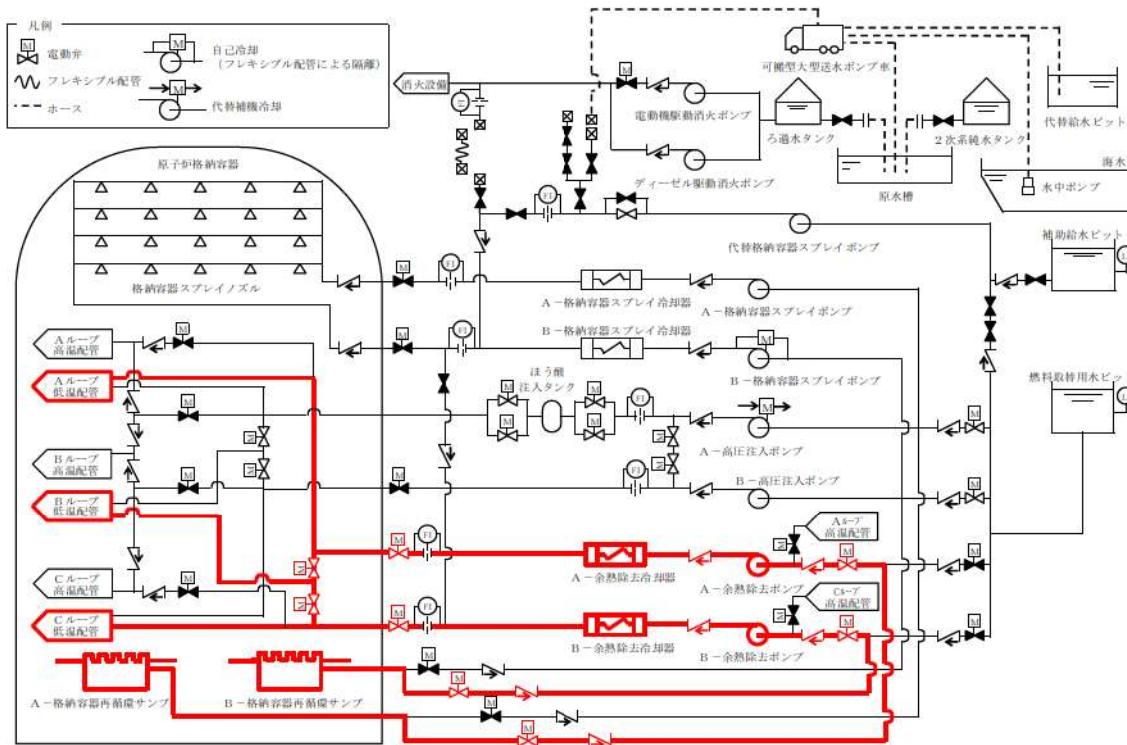 凡例
M
電動弁
フレキシブル配管
ホース
M
自己冷却
(フレキシブル配管による隔離)
M
代替補機冷却
消火設備
M
FI
電動機駆動消火ポンプ
ディーゼル駆動消火ポンプ
可搬型大型送水ポンプ車
ろ過水タンク
2次系純水タンク
代替給水ピット
原水槽
海水
水中ポンプ
原子炉格納容器
格納容器スプレイノズル
FI
代替格納容器スプレイポンプ
補助給水ピット
L
M
FI
A-格納容器スプレイ冷却器
A-格納容器スプレイポンプ
M
FI
B-格納容器スプレイ冷却器
M
B-格納容器スプレイポンプ
Aループ
高温配管
M
Aループ
低温配管
M
ほう酸
注入タンク
M
M
M
M
FI
M
M
A-高圧注入ポンプ
M
燃料取替用水ピット
L
Bループ
高温配管
M
M
Bループ
低温配管
M
M
FI
B-高圧注入ポンプ
M
Cループ
高温配管
M
Cループ
低温配管
M
M
M
FI
A-余熱除去冷却器
A-余熱除去ポンプ
Aループ
高温配管
M
M
M
M
FI
B-余熱除去冷却器
B-余熱除去ポンプ
Cループ
高温配管
M
M
M
A-格納容器再循環サンプ
B-格納容器再循環サンプ
M
M
M
M